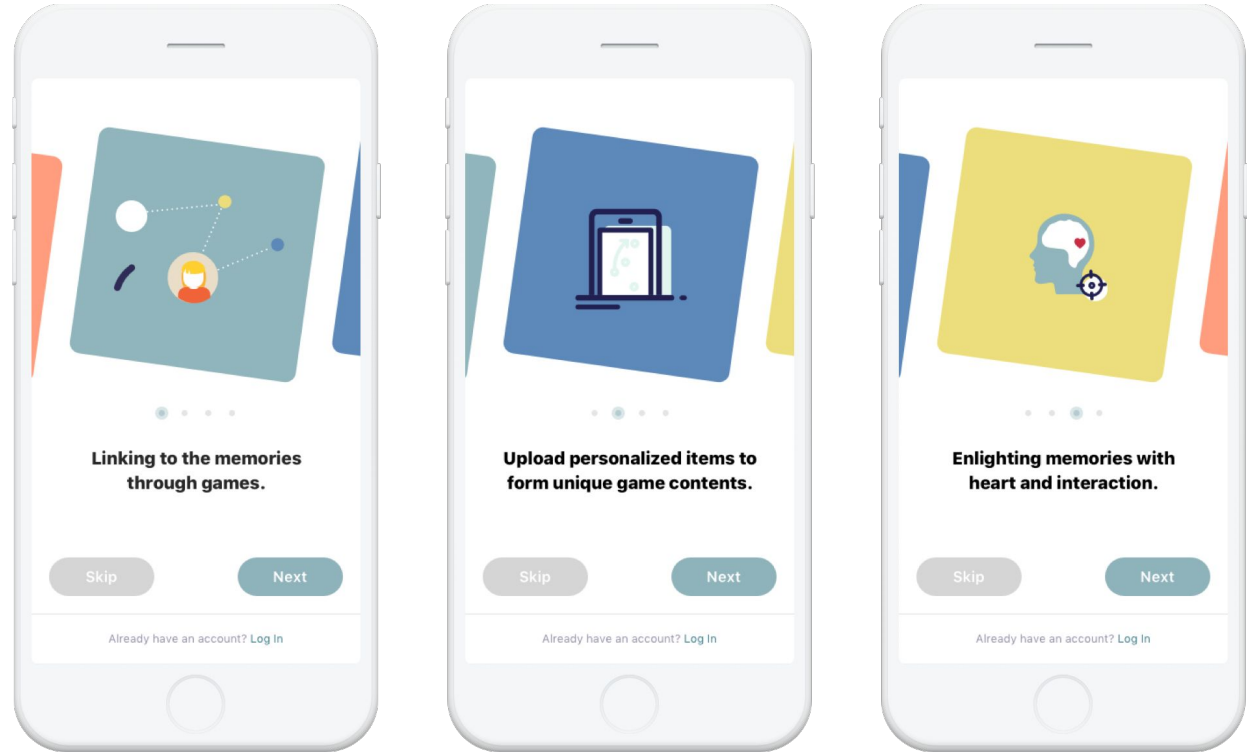 Linking to the memories
through games.
Skip
Next
Already have an account? Log In
Upload personalized items to
form unique game contents.
Skip
Next
Already have an account? Log In
Enlighting memories with
heart and interaction.
Skip
Next
Already have an account? Log In